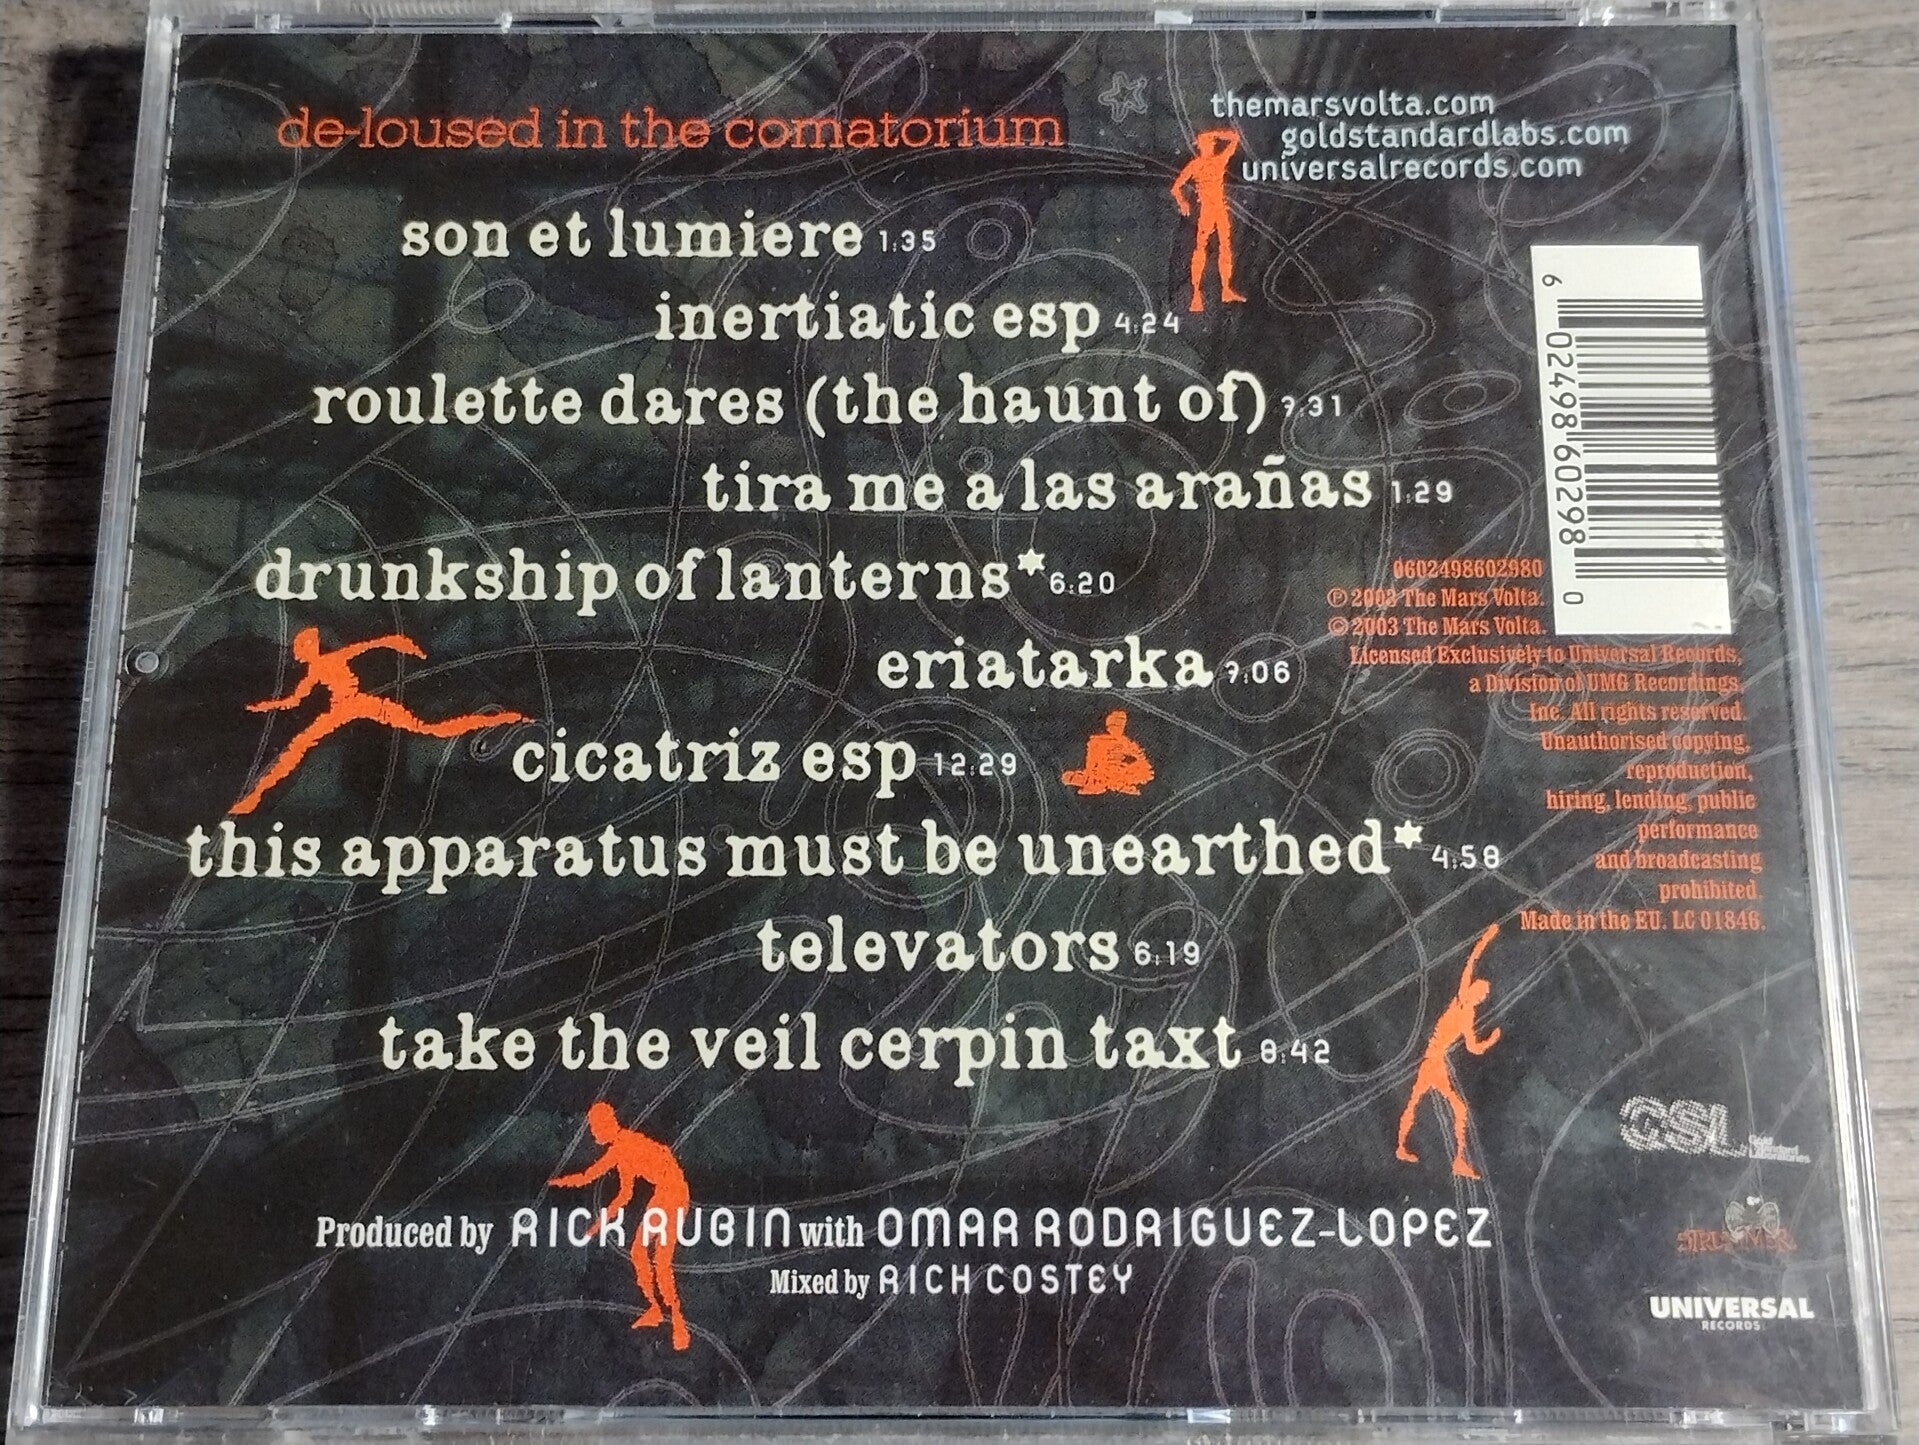 de-loused in the comatorium
themarsvolta.com
goldstandardlabs.com
universalrecords.com
son et lumiere 1:35
inertiatic esp 4:24
roulette dares (the haunt of) 7:31
tira me a las arañas 1:29
drunkship of lanterns* 6:20
eriatarka 7:06
cicatriz esp 12:29
this apparatus must be unearthed* 4:58
televators 6:19
take the veil cerpin taxt 8:42
6 02498 60298 0
0602498602980
℗ 2003 The Mars Volta.
© 2003 The Mars Volta.
Licensed Exclusively to Universal Records,
a Division of UMG Recordings,
Inc. All rights reserved.
Unauthorised copying,
reproduction,
hiring, lending, public
performance
and broadcasting
prohibited.
Made in the EU. LC 01846.
Produced by RICK RUBIN with OMAR RODRIGUEZ-LOPEZ
Mixed by RICH COSTEY
GSL Gold
Standard
Laboratories
STRUMMER
UNIVERSAL
RECORDS